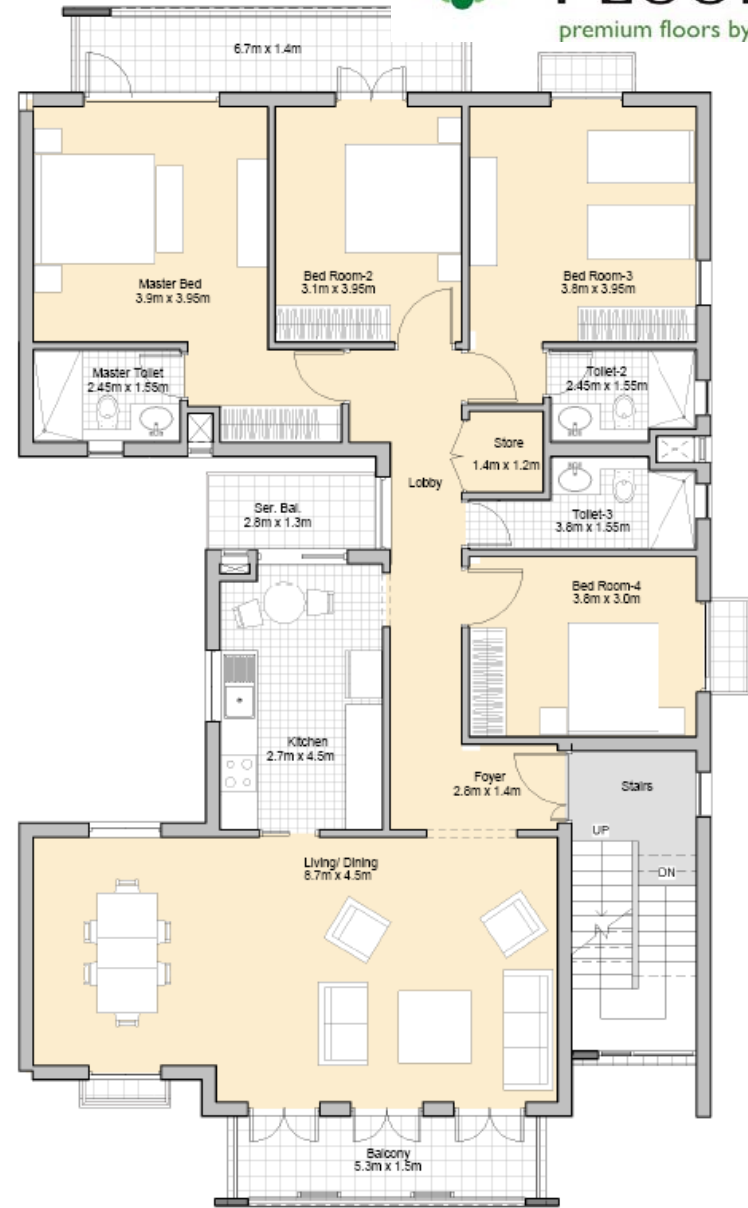 premium floors by
6.7m x 1.4m
Master Bed
3.9m x 3.95m
Bed Room-2
3.1m x 3.95m
Bed Room-3
3.8m x 3.95m
Master Toilet
2.45m x 1.55m
Toilet-2
2.45m x 1.55m
Store
1.4m x 1.2m
Lobby
Ser. Bal.
2.8m x 1.3m
Toilet-3
3.8m x 1.55m
Bed Room-4
3.8m x 3.0m
Kitchen
2.7m x 4.5m
Foyer
2.8m x 1.4m
Stairs
UP
DN
Living/ Dining
8.7m x 4.5m
Balcony
5.3m x 1.5m